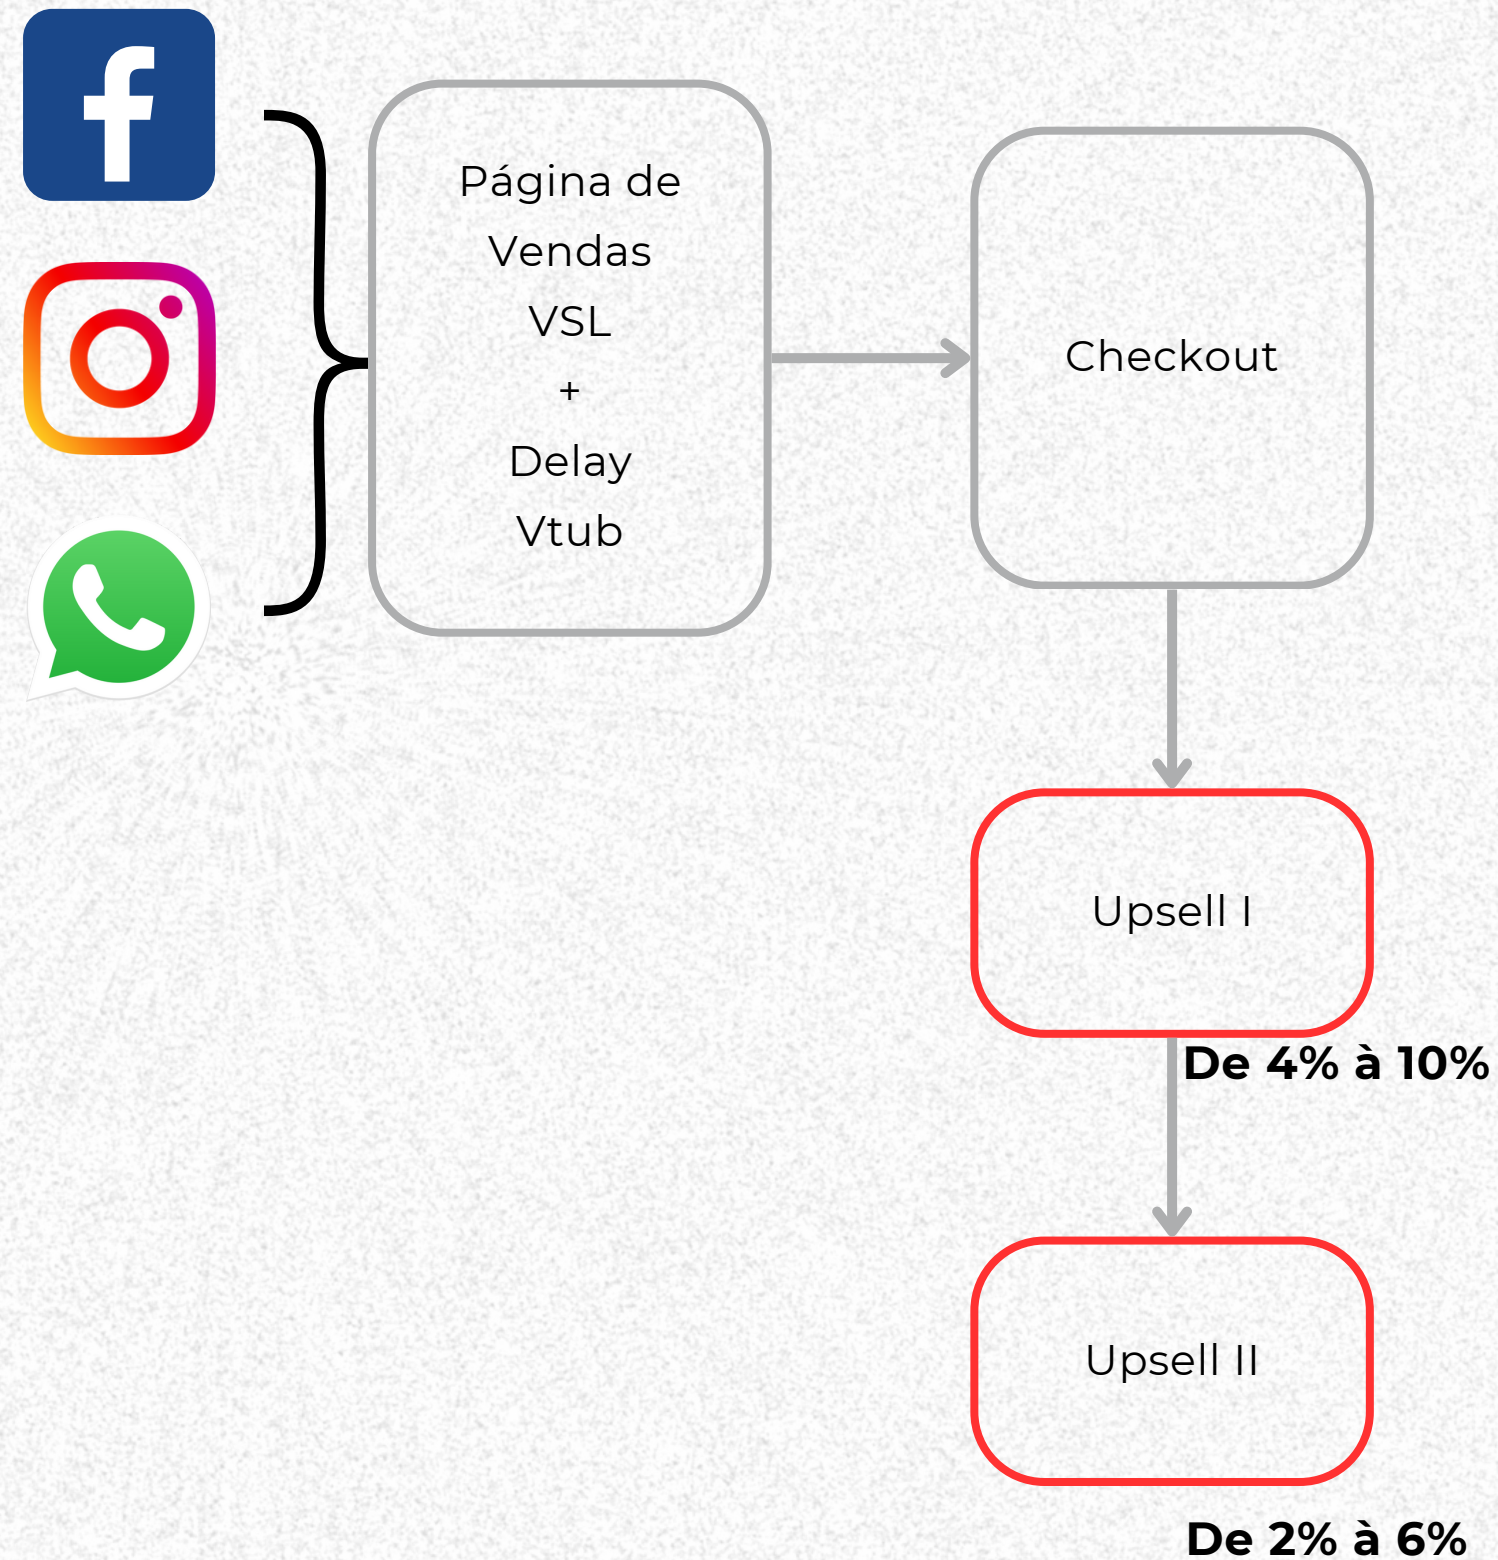 Página de
Vendas
VSL
+
Delay
Vtub
Checkout
Upsell I
De 4% à 10%
Upsell II
De 2% à 6%